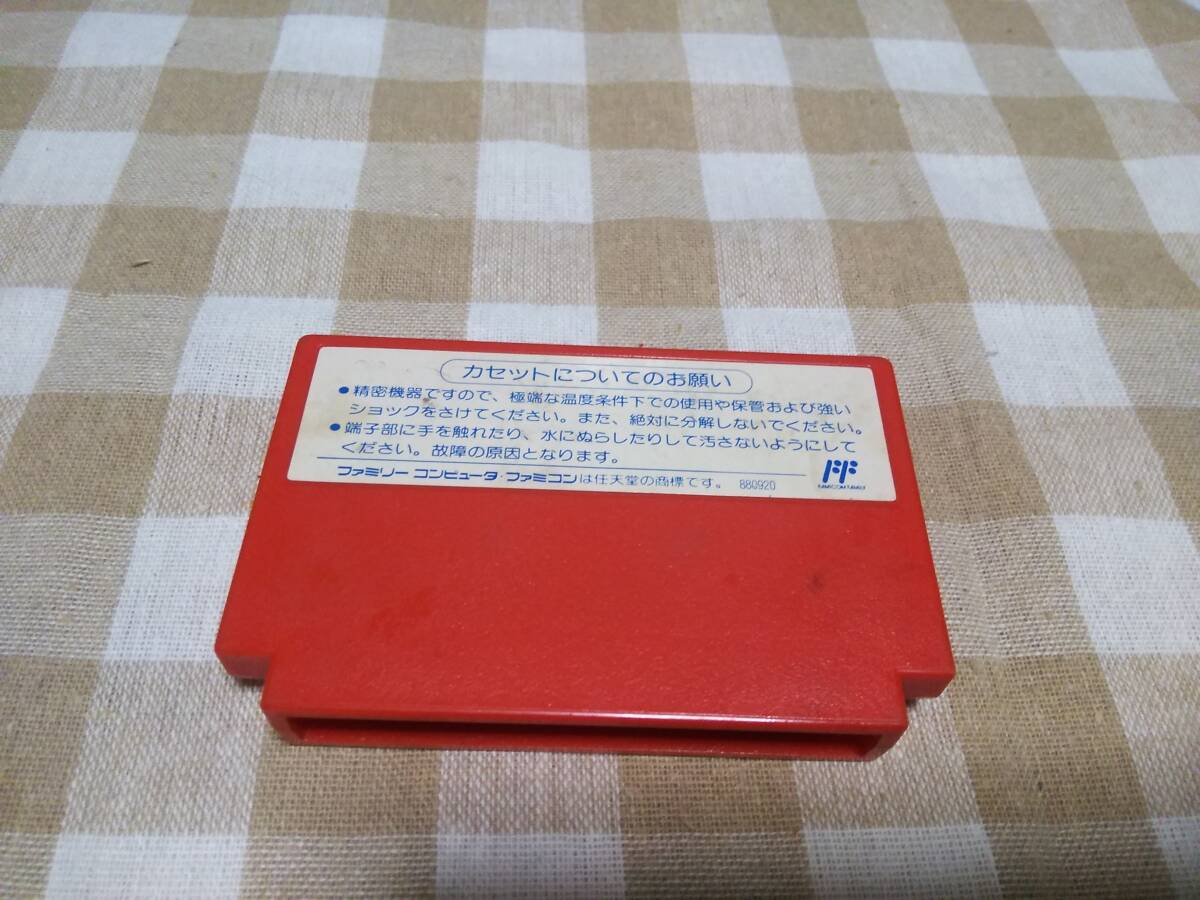 カセットについてのお願い
●精密機器ですので、極端な温度条件下での使用や保管および強い
ショックをさけてください。また、絶対に分解しないでください。
●端子部に手を触れたり、水にぬらしたりして汚さないようにして
ください。故障の原因となります。
ファミリー コンピュータ・ファミコンは任天堂の商標です。 880920
FAMICOM FAMILY